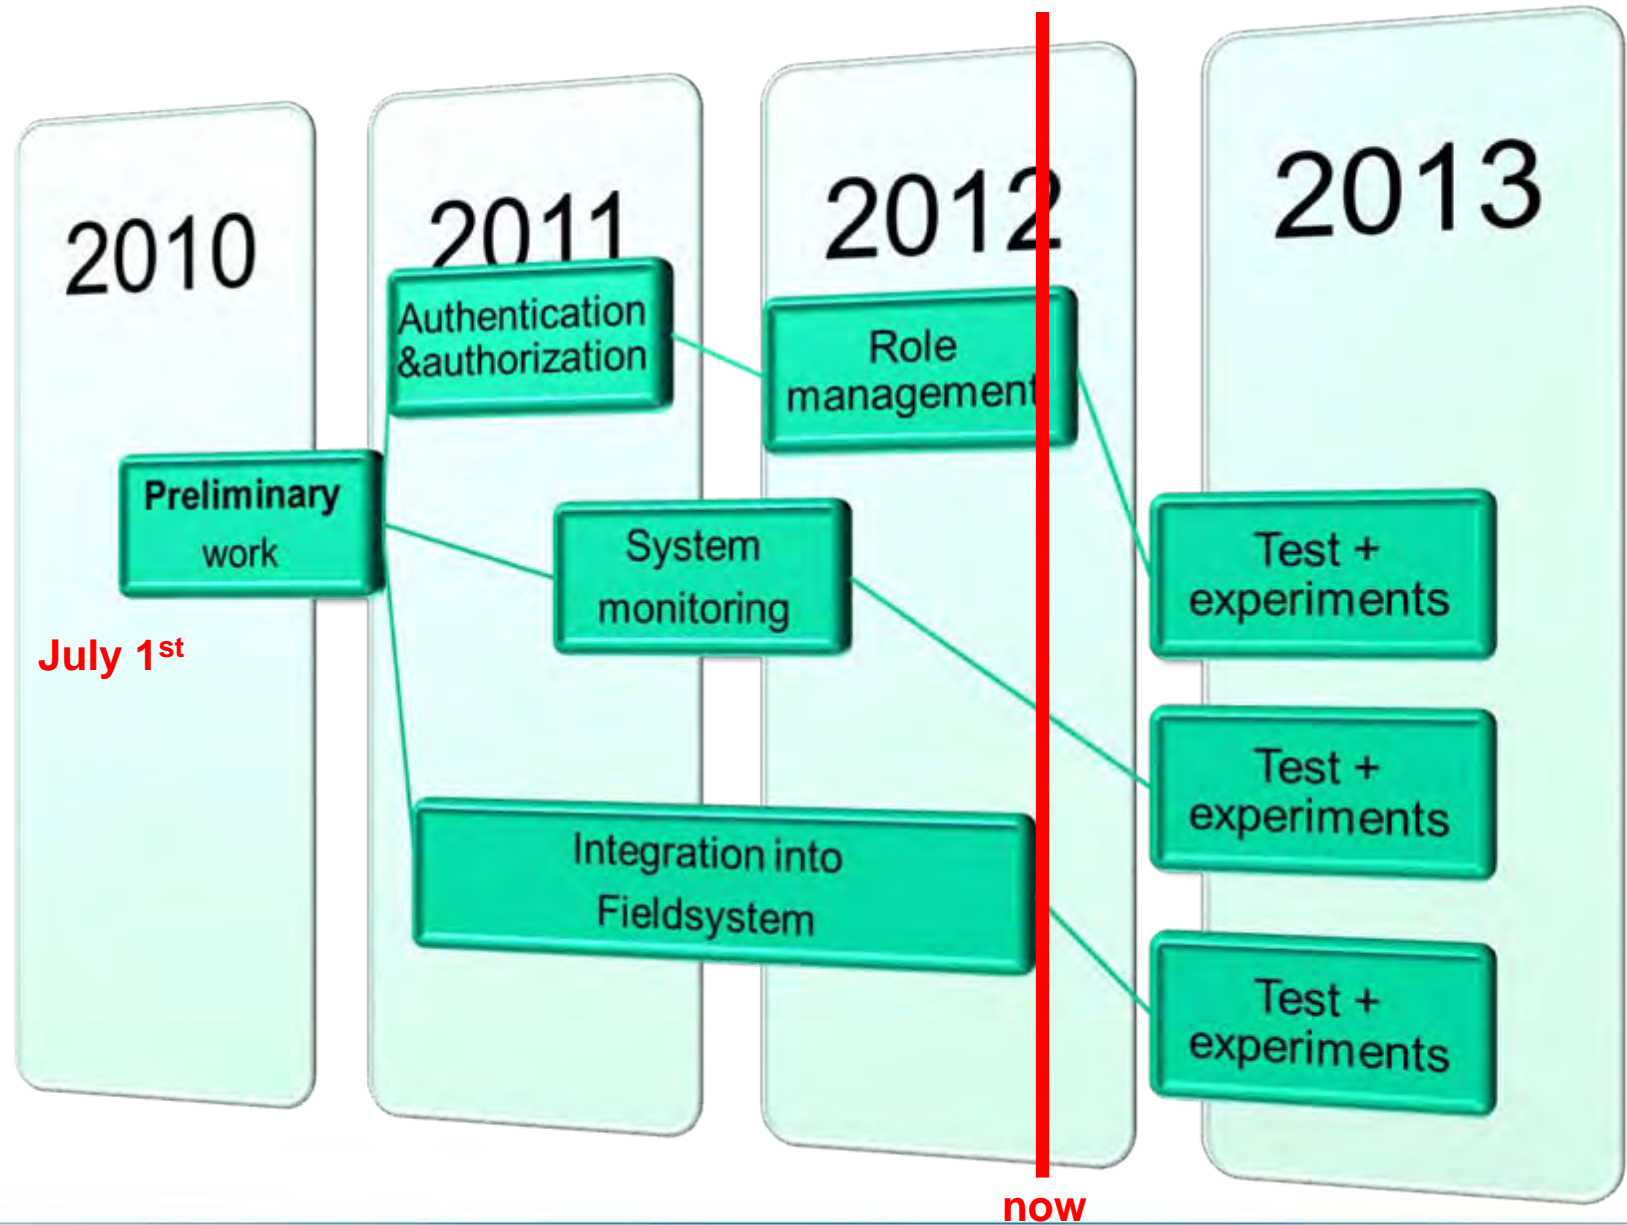 2010
2011
2012
2013
Authentication
&authorization
Role
management
Preliminary
work
System
monitoring
Test +
experiments
July 1st
Test +
experiments
Integration into
Fieldsystem
Test +
experiments
now